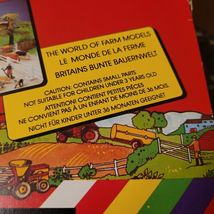 THE WORLD OF FARM MODELS
LE MONDE DE LA FERME
BRITAINS BUNTE BAUERNWELT
CAUTION: CONTAINS SMALL PARTS
NOT SUITABLE FOR CHILDREN UNDER 3 YEARS OLD
ATTENTION! CONTIENT PETITES PIÈCES
NE CONVIENT PAS À UN ENFANT DE MOINS DE 36 MOIS.
NICHT FÜR KINDER UNTER 36 MONATEN GEEIGNET